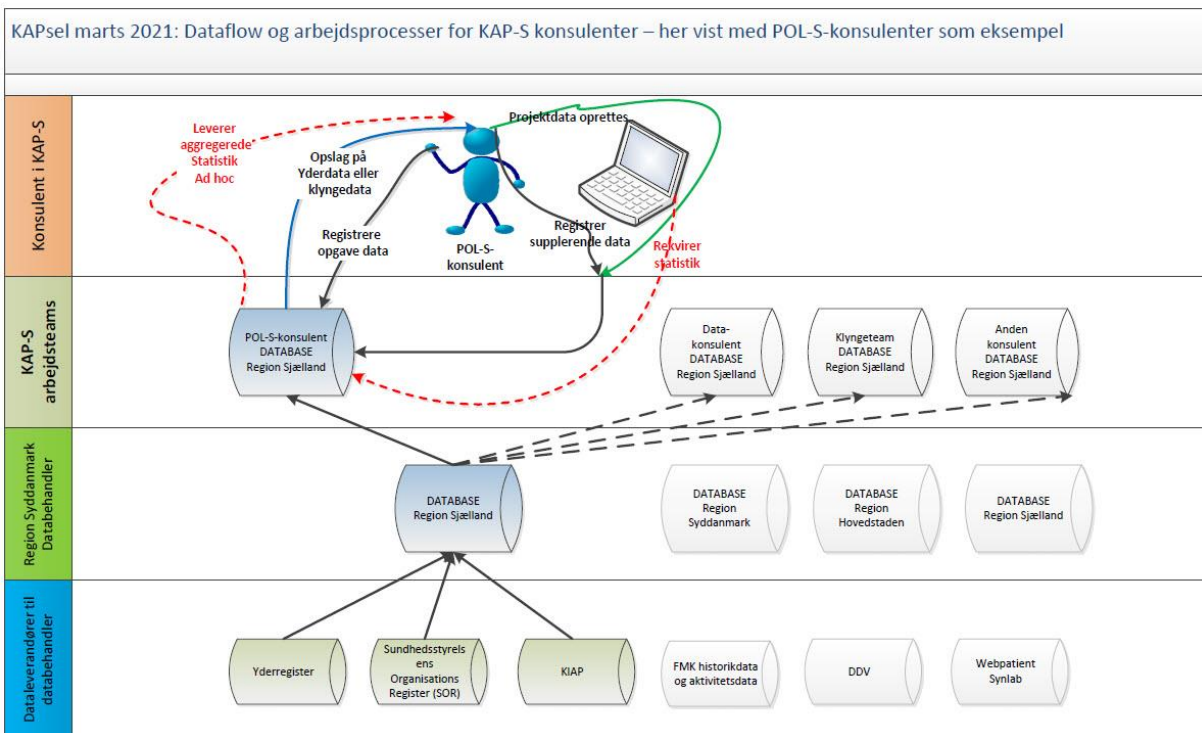 KAPsel marts 2021: Dataflow og arbejdsprocesser for KAP-S konsulenter – her vist med POL-S-konsulenter som eksempel
Konsulent i KAP-S
Leverer
aggregerede
Statistik
Ad hoc
Opslag på
Yderdata eller
klyngedata
Registrere
opgave data
POL-S-
konsulent
Projektdata oprettes
Registrer
supplerende data
Rekvirer
statistik
KAP-S
arbejdsteams
POL-S-konsulent
DATABASE
Region Sjælland
Data-
konsulent
DATABASE
Region Sjælland
Klyngeteam
DATABASE
Region Sjælland
Anden
konsulent
DATABASE
Region Sjælland
Region Syddanmark
Databehandler
DATABASE
Region Sjælland
DATABASE
Region
Syddanmark
DATABASE
Region
Hovedstaden
DATABASE
Region Sjælland
Dataleverandører til
databehandler
Yderregister
Sundhedsstyrels
ens
Organisations
Register (SOR)
KIAP
FMK historikdata
og aktivitetsdata
DDV
Webpatient
Synlab